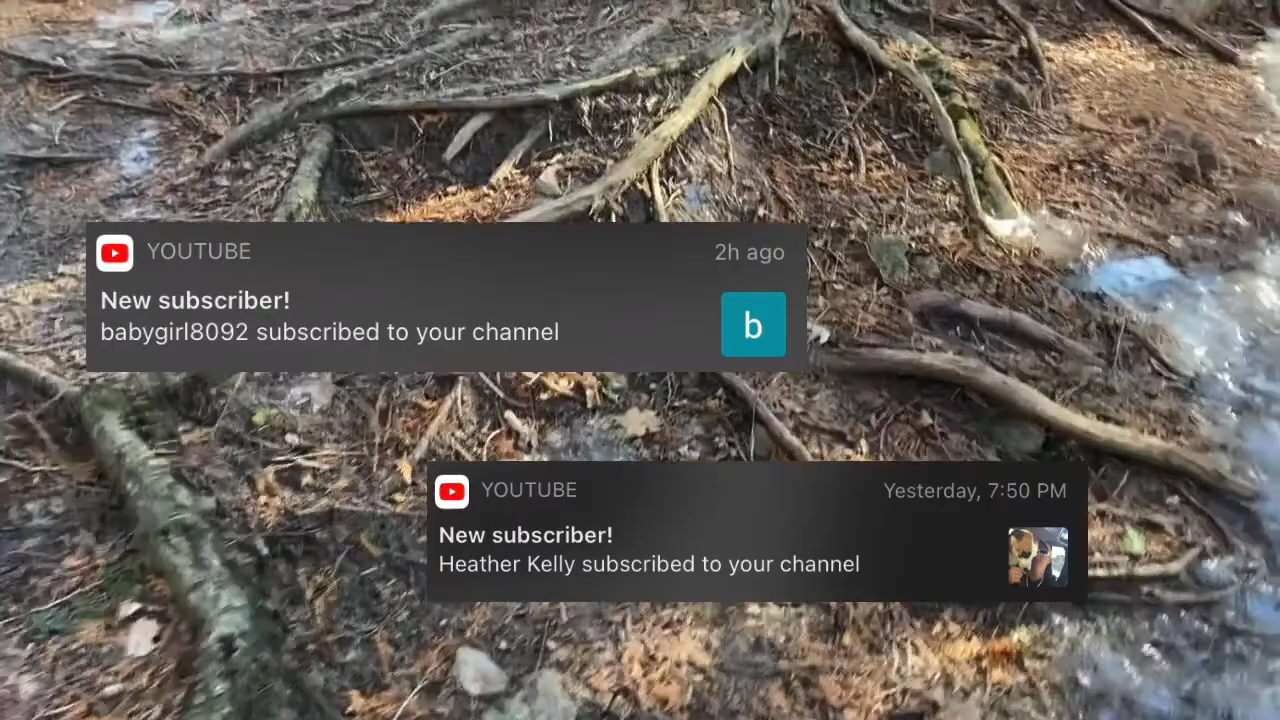 YOUTUBE 2h ago
New subscriber!
babygirl8092 subscribed to your channel
b
YOUTUBE Yesterday, 7:50 PM
New subscriber!
Heather Kelly subscribed to your channel